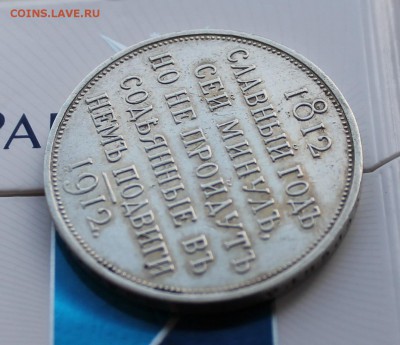 COINS.LAVE.RU
1812
СЛАВНЫЙ ГОДЪ
СЕЙ МИНУЛЪ,
НО НЕ ПРОЙДУТЪ
СОДѢЯННЫЕ ВЪ
НЕМЪ ПОДВИГИ
1912.